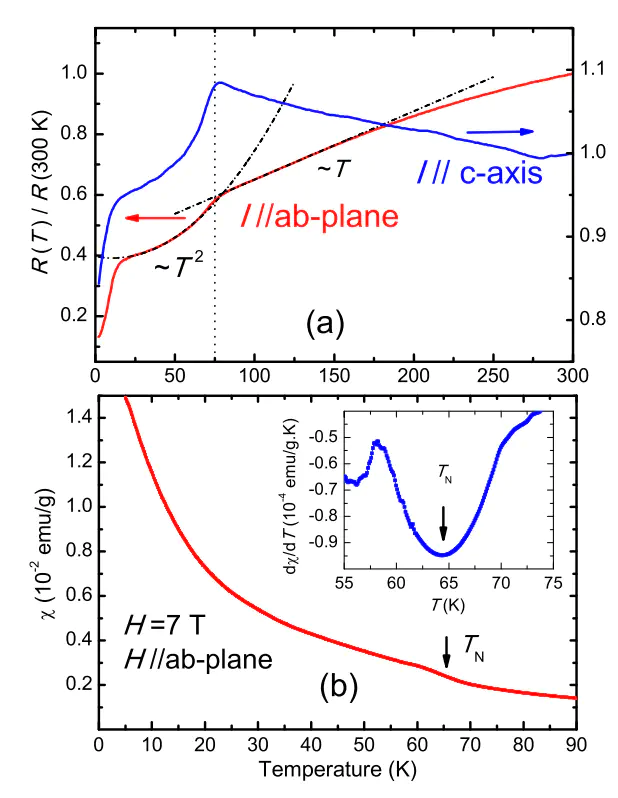 R(T) / R(300 K)
1.0
0.8
0.6
0.4
0.2
1.1
1.0
0.9
0.8
~T
~T²
I // c-axis
I //ab-plane
(a)
0 50 100 150 200 250 300
χ (10⁻² emu/g)
1.4
1.2
1.0
0.8
0.6
0.4
0.2
dχ/dT (10⁻⁴ emu/g.K)
-0.5
-0.6
-0.7
-0.8
-0.9
T_N
55 60 65 70 75
T (K)
H =7 T
H //ab-plane
(b)
T_N
0 10 20 30 40 50 60 70 80 90
Temperature (K)